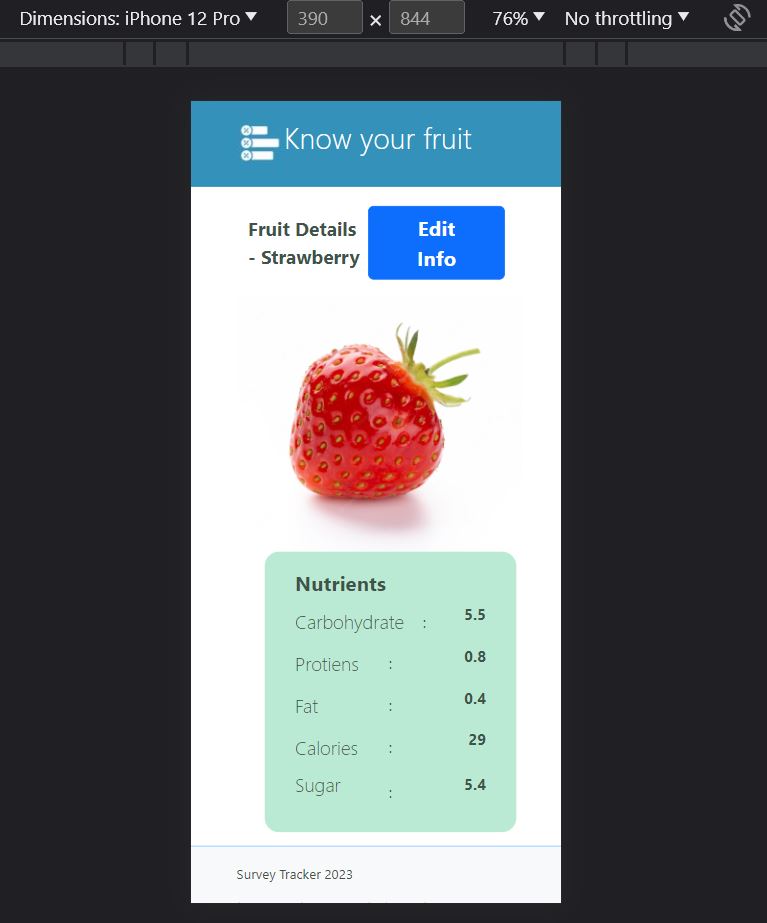 Dimensions: iPhone 12 Pro 390 × 844 76% No throttling
Know your fruit
Fruit Details
- Strawberry
Edit
Info
Nutrients
Carbohydrate : 5.5
Protiens : 0.8
Fat : 0.4
Calories : 29
Sugar : 5.4
Survey Tracker 2023